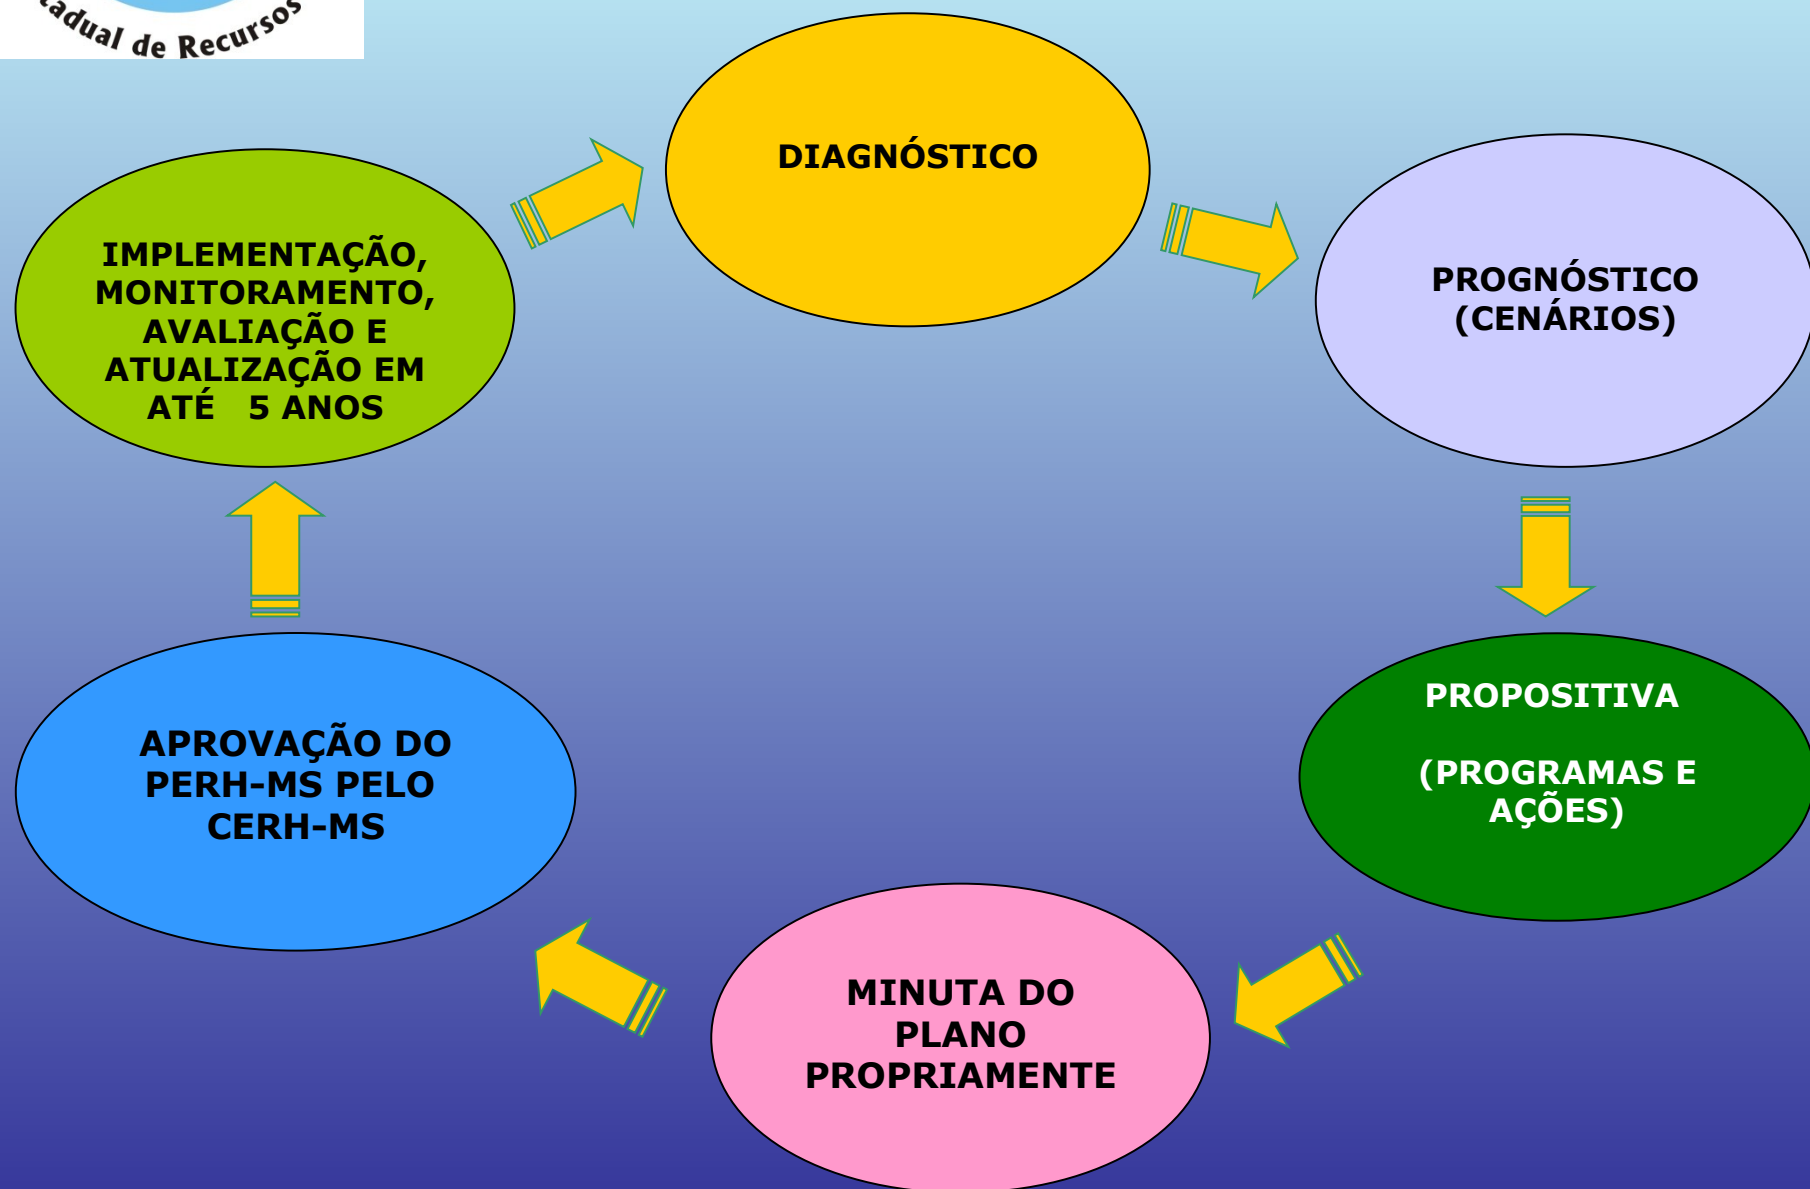 stadual de Recursos
DIAGNÓSTICO
PROGNÓSTICO
(CENÁRIOS)
PROPOSITIVA
(PROGRAMAS E
AÇÕES)
MINUTA DO
PLANO
PROPRIAMENTE
APROVAÇÃO DO
PERH-MS PELO
CERH-MS
IMPLEMENTAÇÃO,
MONITORAMENTO,
AVALIAÇÃO E
ATUALIZAÇÃO EM
ATÉ 5 ANOS